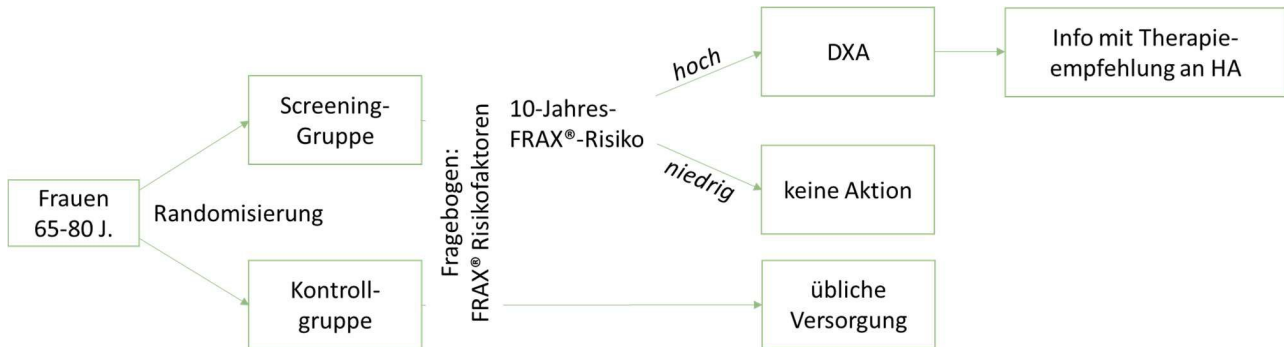 Frauen
65-80 J.
Randomisierung
Screening-
Gruppe
Kontroll-
gruppe
Fragebogen:
FRAX® Risikofaktoren
10-Jahres-
FRAX®-Risiko
hoch
niedrig
DXA
Info mit Therapie-
empfehlung an HA
keine Aktion
übliche
Versorgung